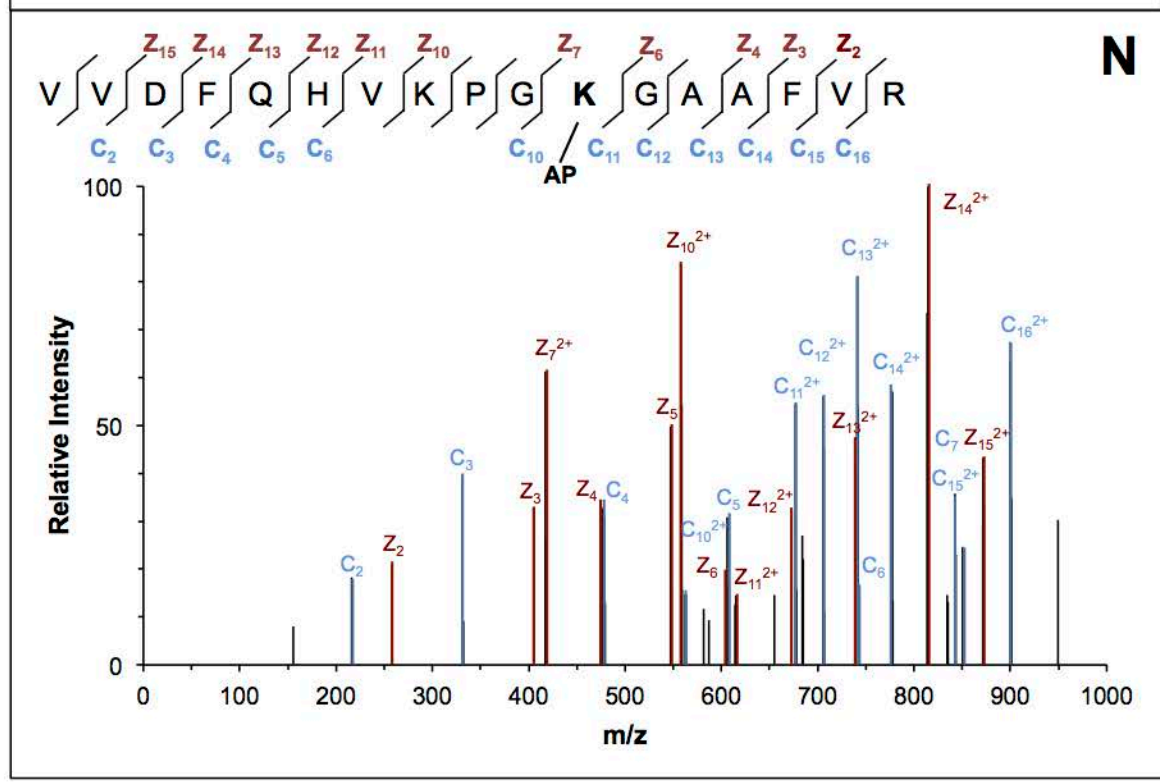 N
Z15 Z14 Z13 Z12 Z11 Z10 Z7 Z6 Z4 Z3 Z2
V V D F Q H V K P G K G A A F V R
C2 C3 C4 C5 C6 C10 C11 C12 C13 C14 C15 C16
AP
100
50
0
Relative Intensity
Z14 2+
Z10 2+
C13 2+
C16 2+
C12 2+
Z7 2+
C14 2+
C11 2+
Z5
Z13 2+
C7
Z15 2+
C3
C15 2+
Z3
Z4
C4
C5
Z12 2+
C10 2+
C2
Z2
Z6
Z11 2+
C6
0 100 200 300 400 500 600 700 800 900 1000
m/z